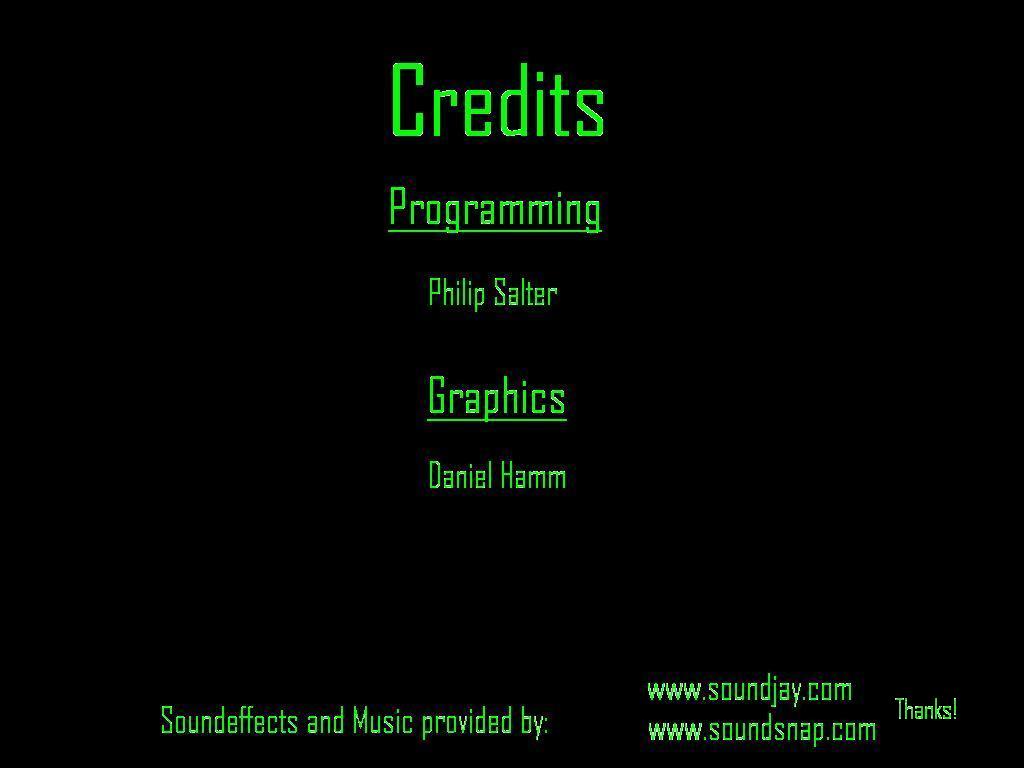 Credits
Programming
Philip Salter
Graphics
Daniel Hamm
Soundeffects and Music provided by:
www.soundjay.com
www.soundsnap.com
Thanks!